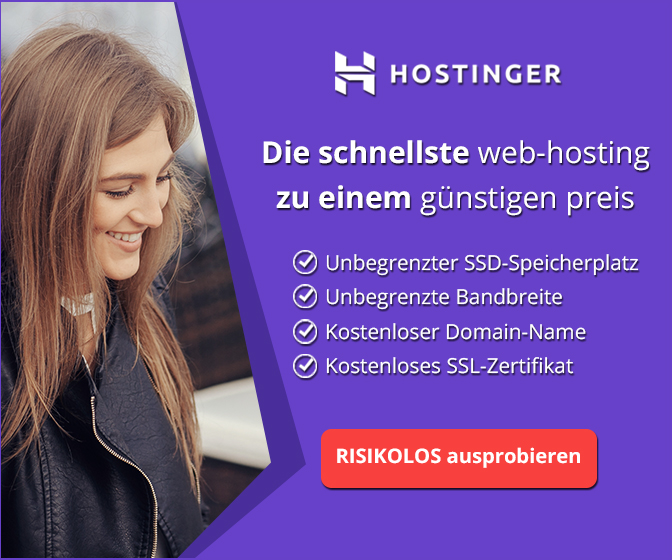 HOSTINGER
Die schnellste web-hosting
zu einem günstigen preis
Unbegrenzter SSD-Speicherplatz
Unbegrenzte Bandbreite
Kostenloser Domain-Name
Kostenloses SSL-Zertifikat
RISIKOLOS ausprobieren